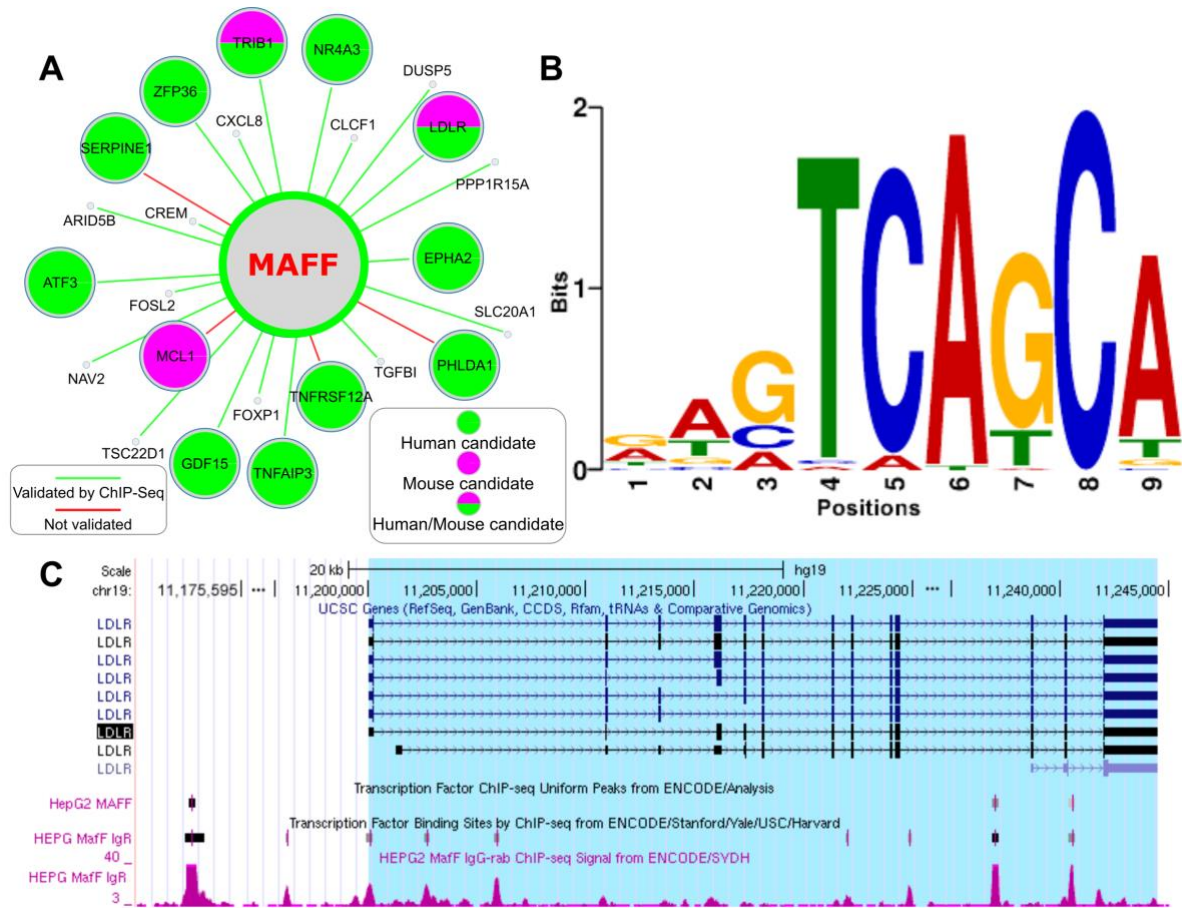 A
TRIB1
NR4A3
DUSP5
ZFP36
CXCL8
CLCF1
LDLR
SERPINE1
PPP1R15A
ARID5B
CREM
MAFF
EPHA2
ATF3
FOSL2
SLC20A1
MCL1
TGFBI
PHLDA1
NAV2
TNFRSF12A
FOXP1
TSC22D1
GDF15
TNFAIP3
Validated by ChIP-Seq
Not validated
Human candidate
Mouse candidate
Human/Mouse candidate
B
2
1
0
Bits
G A T
A T G
G C A
T
C A
A
G T
C
A T G
1 2 3 4 5 6 7 8 9
Positions
C
Scale 20 kb hg19
chr19: 11,175,595 ... 11,200,000 11,205,000 11,210,000 11,215,000 11,220,000 11,225,000 ... 11,240,000 11,245,000
UCSC Genes (RefSeq, GenBank, CCDS, Rfam, tRNAs & Comparative Genomics)
LDLR
LDLR
LDLR
LDLR
LDLR
LDLR
LDLR
LDLR
LDLR
Transcription Factor ChIP-seq Uniform Peaks from ENCODE/Analysis
HepG2 MAFF
Transcription Factor Binding Sites by ChIP-seq from ENCODE/Stanford/Yale/USC/Harvard
HEPG MafF IgR
40 _ HEPG2 MafF IgG-rab ChIP-seq Signal from ENCODE/SYDH
HEPG MafF IgR
3 _